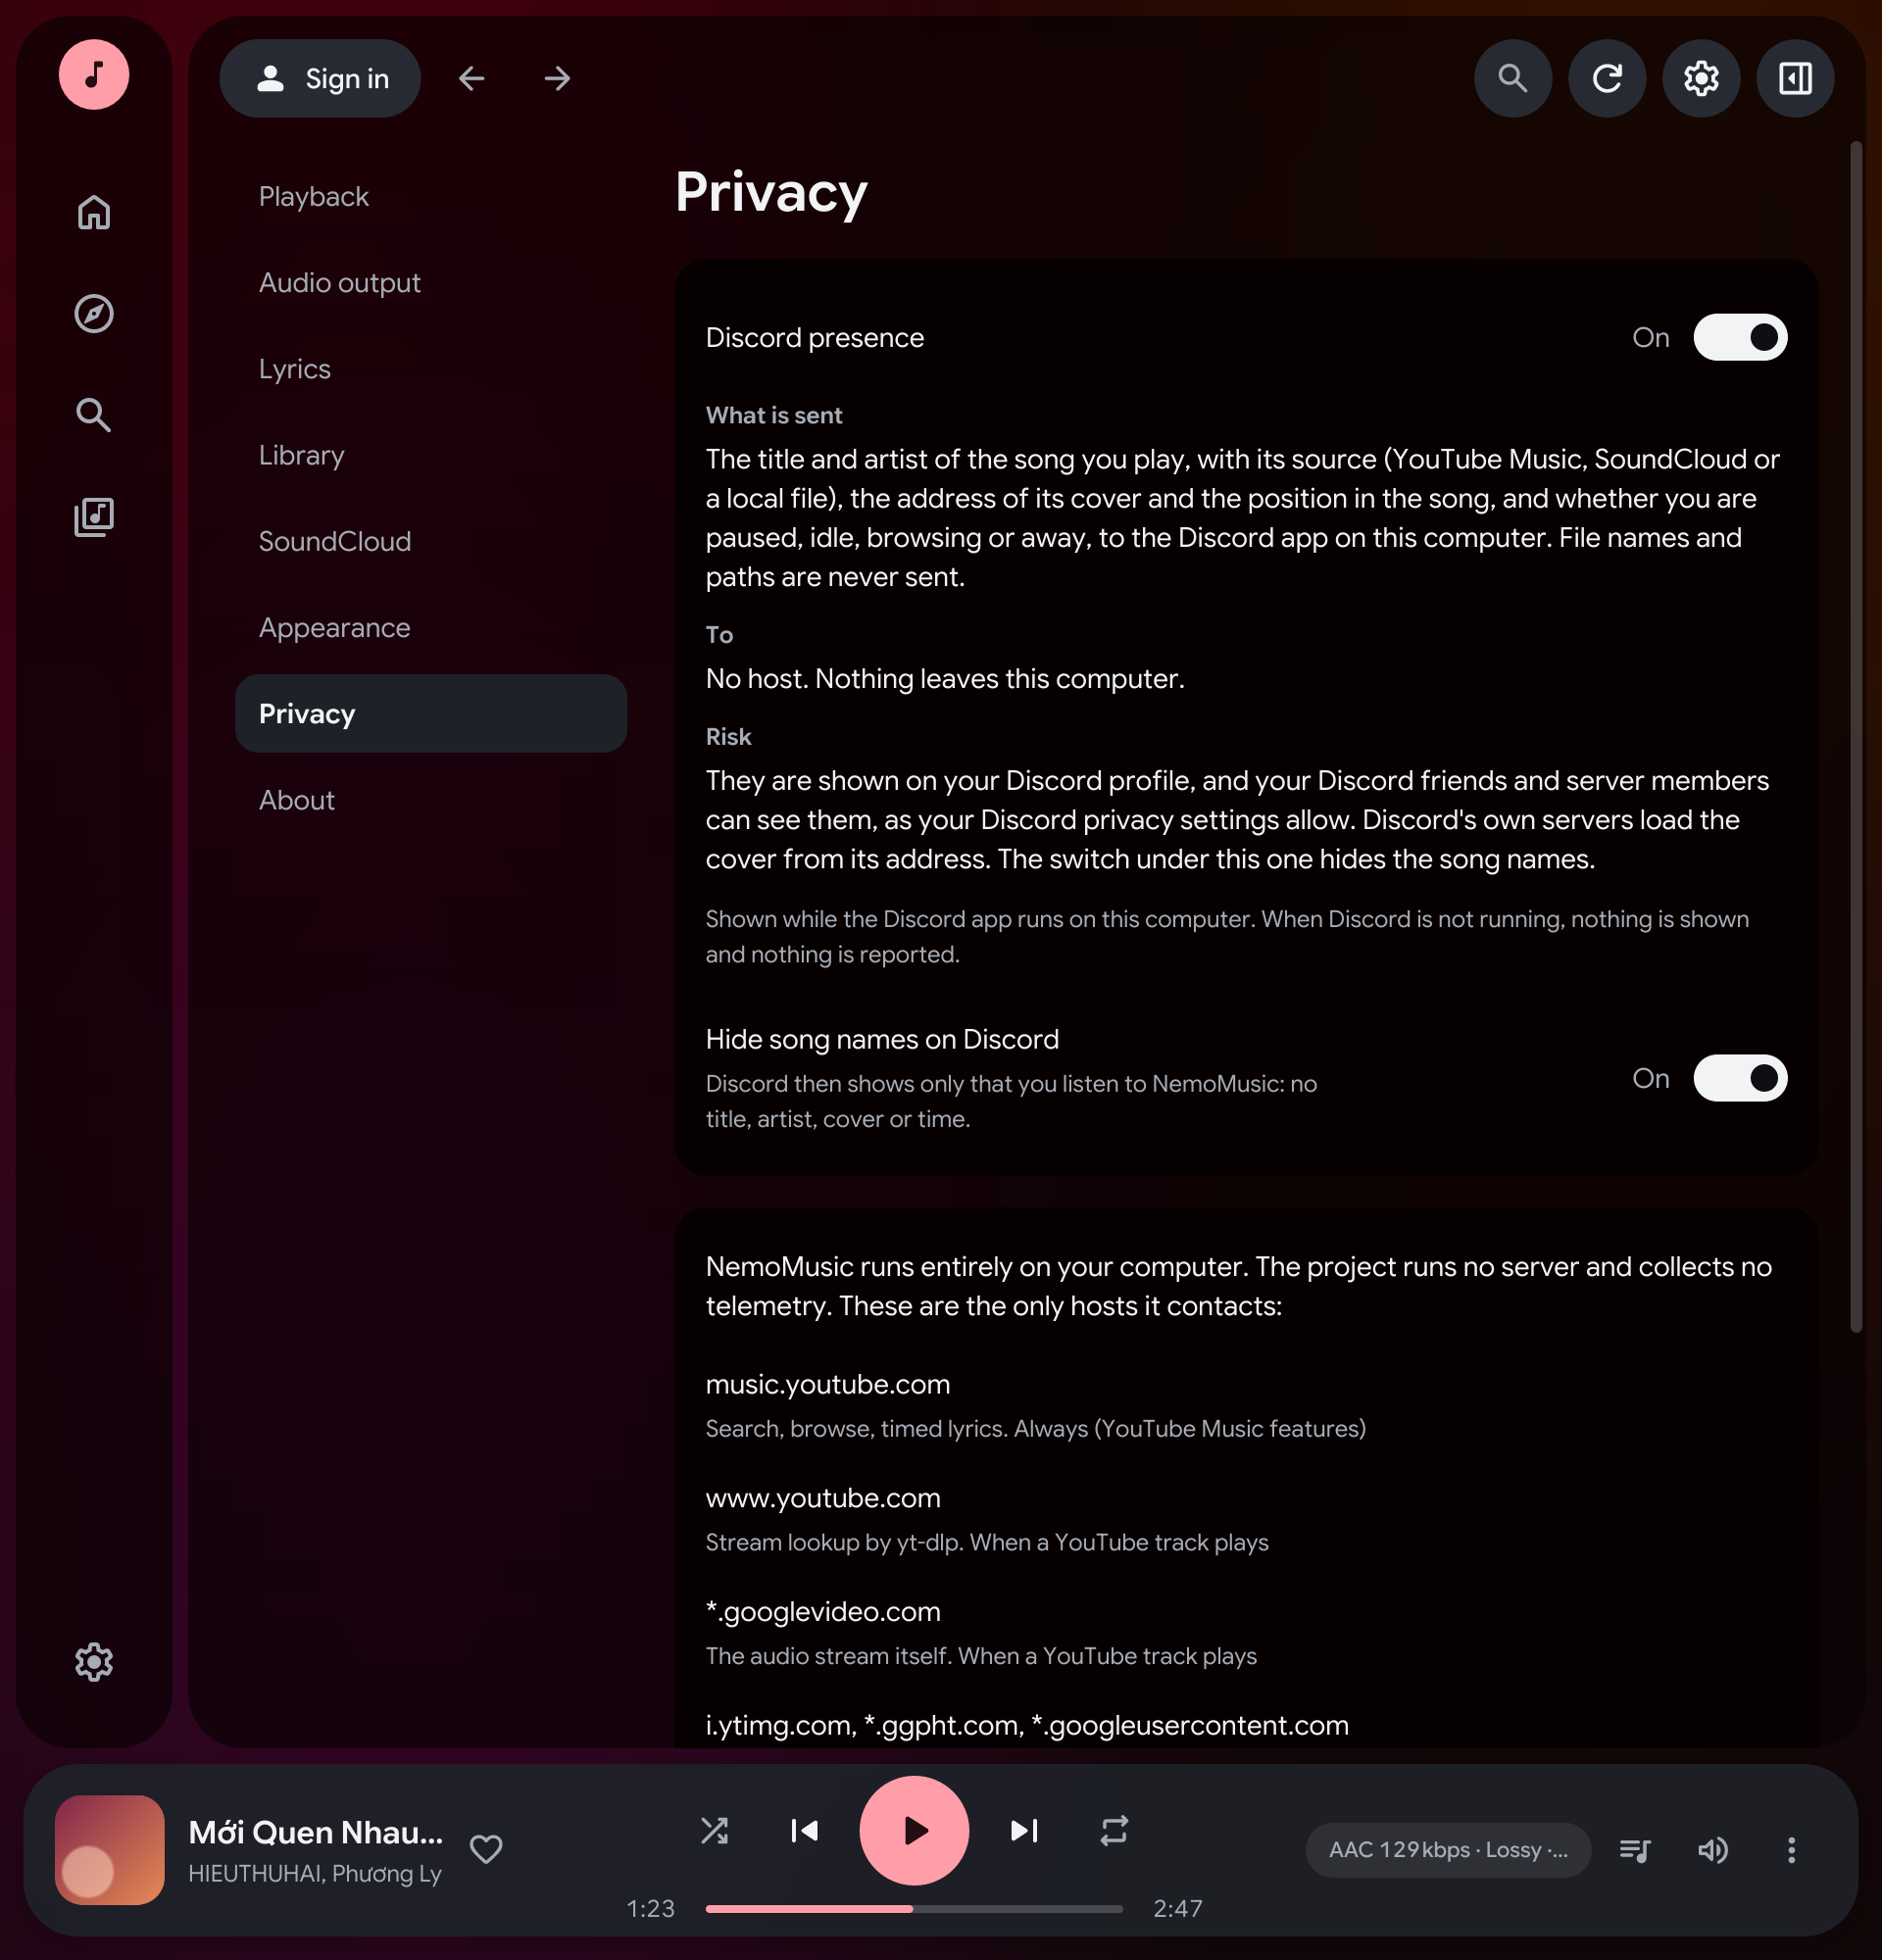 Sign in
Playback
Audio output
Lyrics
Library
SoundCloud
Appearance
Privacy
About
Privacy
Discord presence
On
What is sent
The title and artist of the song you play, with its source (YouTube Music, SoundCloud or
a local file), the address of its cover and the position in the song, and whether you are
paused, idle, browsing or away, to the Discord app on this computer. File names and
paths are never sent.
To
No host. Nothing leaves this computer.
Risk
They are shown on your Discord profile, and your Discord friends and server members
can see them, as your Discord privacy settings allow. Discord's own servers load the
cover from its address. The switch under this one hides the song names.
Shown while the Discord app runs on this computer. When Discord is not running, nothing is shown
and nothing is reported.
Hide song names on Discord
Discord then shows only that you listen to NemoMusic: no
title, artist, cover or time.
On
NemoMusic runs entirely on your computer. The project runs no server and collects no
telemetry. These are the only hosts it contacts:
music.youtube.com
Search, browse, timed lyrics. Always (YouTube Music features)
www.youtube.com
Stream lookup by yt-dlp. When a YouTube track plays
*.googlevideo.com
The audio stream itself. When a YouTube track plays
i.ytimg.com, *.ggpht.com, *.googleusercontent.com
Mới Quen Nhau...
HIEUTHUHAI, Phương Ly
1:23
2:47
AAC 129 kbps · Lossy ·...